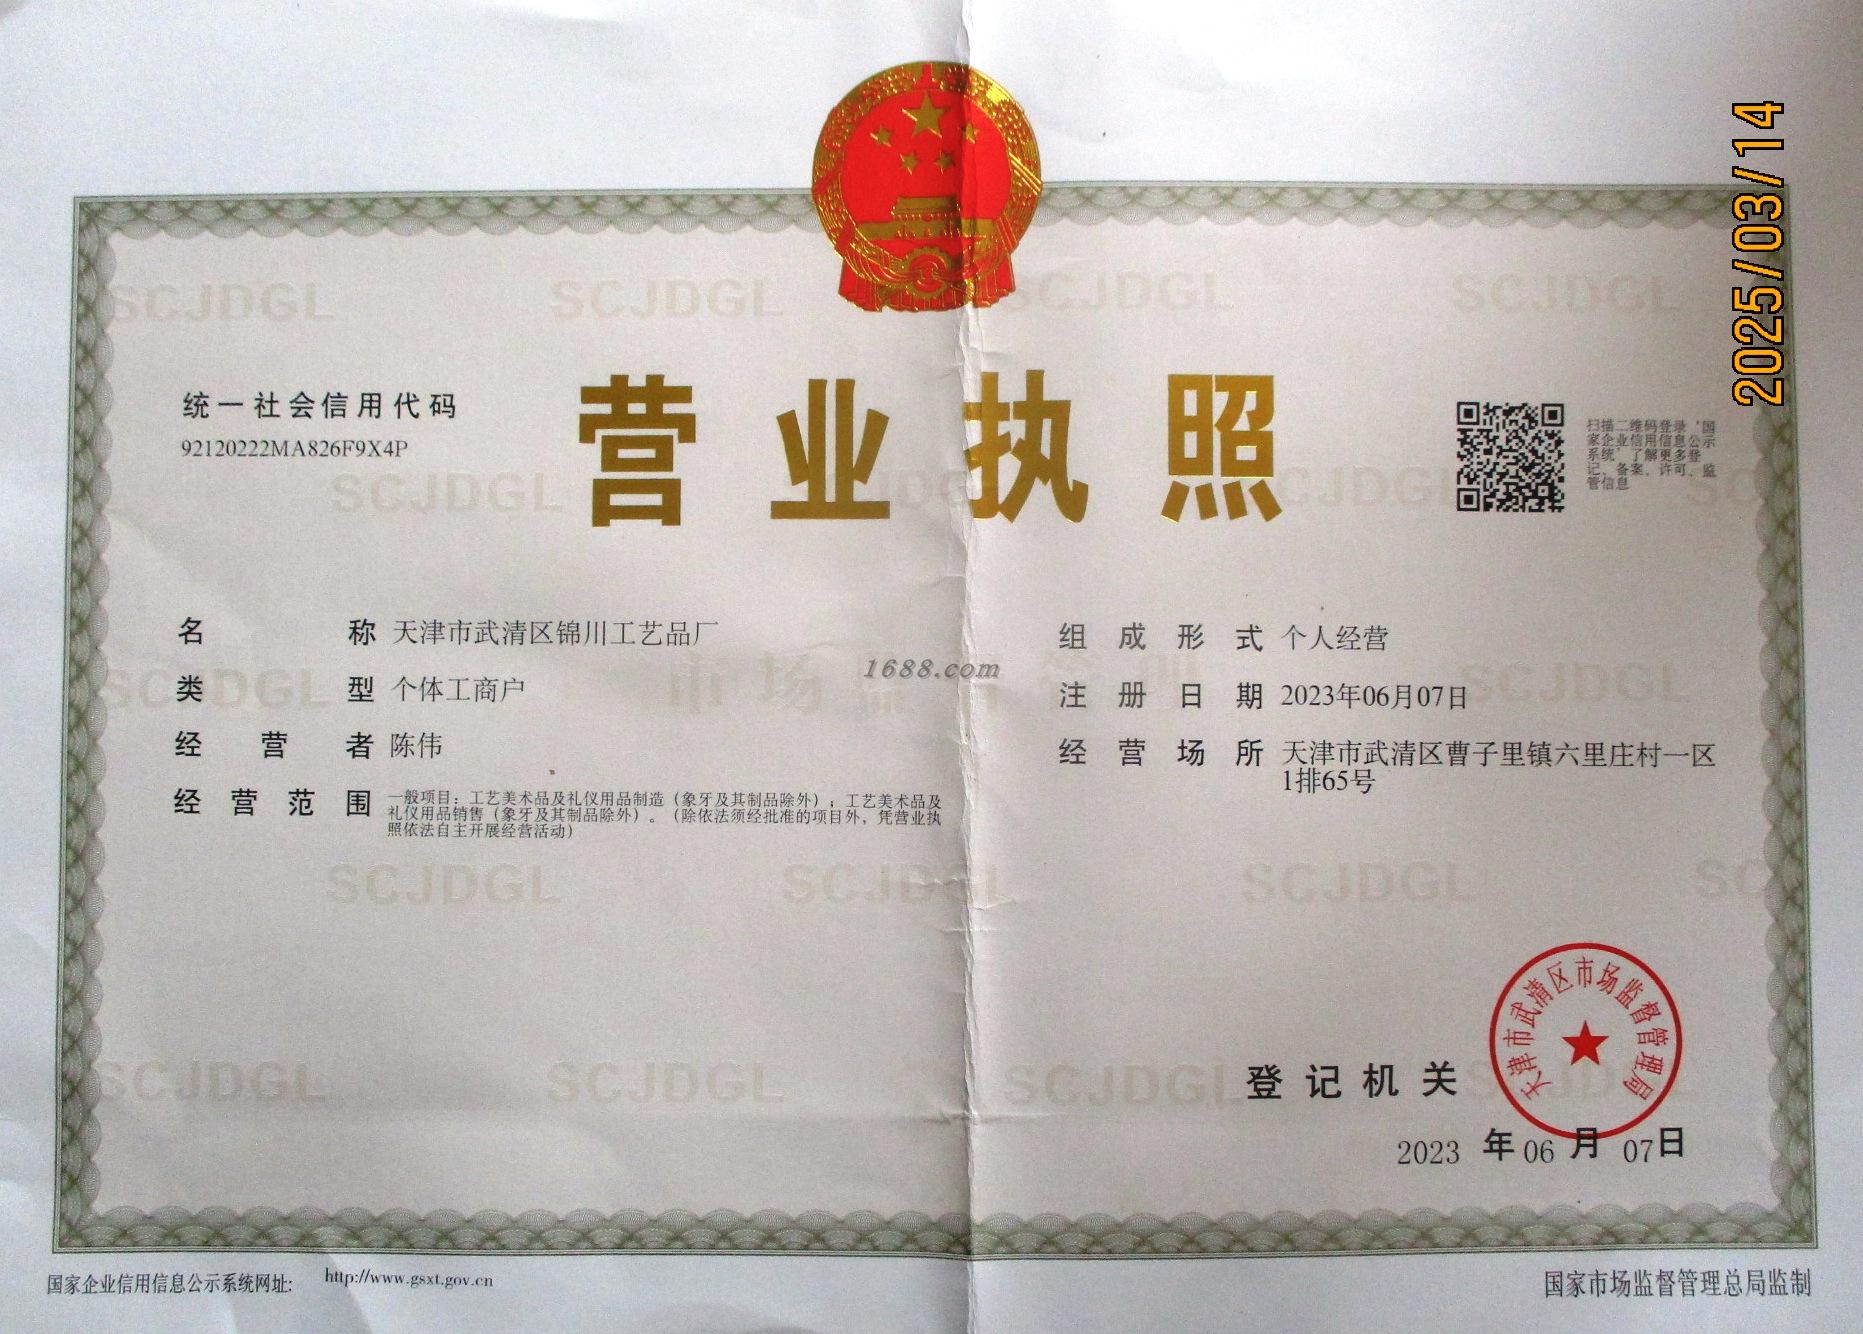 2025/03/14
营业执照
统一社会信用代码
92120222MA826F9X4P
扫描二维码登录‘国
家企业信用信息公示
系统’了解更多登
记、备案、许可、监
管信息
名称 天津市武清区锦川工艺品厂
类型 个体工商户
经营者 陈伟
经营范围 一般项目：工艺美术品及礼仪用品制造（象牙及其制品除外）；工艺美术品及
礼仪用品销售（象牙及其制品除外）。（除依法须经批准的项目外，凭营业执
照依法自主开展经营活动）
组成形式 个人经营
注册日期 2023年06月07日
经营场所 天津市武清区曹子里镇六里庄村一区
1排65号
1688.com
SCJDGL
天津市武清区市场监督管理局
登记机关
2023 年 06 月 07 日
国家企业信用信息公示系统网址: http://www.gsxt.gov.cn
国家市场监督管理总局监制